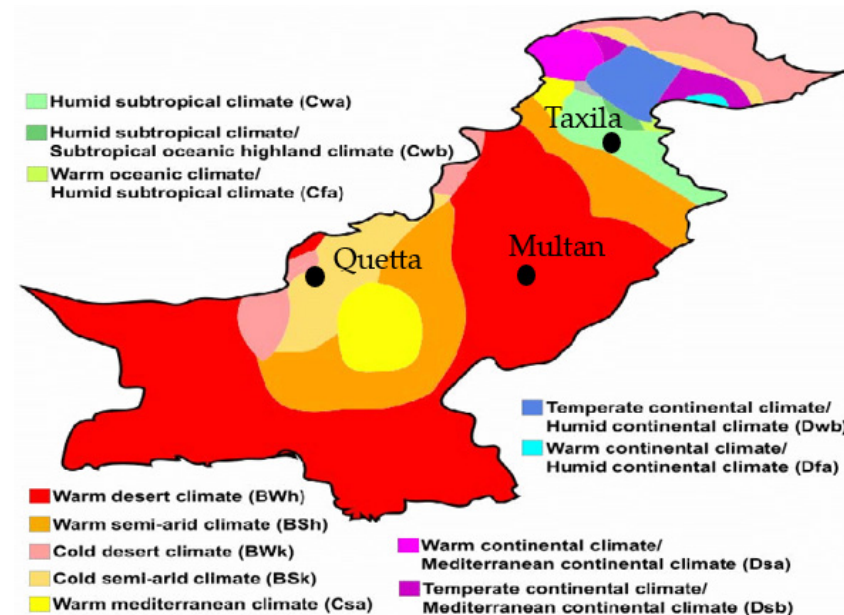 Humid subtropical climate (Cwa)
Humid subtropical climate/
Subtropical oceanic highland climate (Cwb)
Warm oceanic climate/
Humid subtropical climate (Cfa)
Taxila
Quetta
Multan
Temperate continental climate/
Humid continental climate (Dwb)
Warm continental climate/
Humid continental climate (Dfa)
Warm desert climate (BWh)
Warm semi-arid climate (BSh)
Cold desert climate (BWk)
Cold semi-arid climate (BSk)
Warm mediterranean climate (Csa)
Warm continental climate/
Mediterranean continental climate (Dsa)
Temperate continental climate/
Mediterranean continental climate (Dsb)